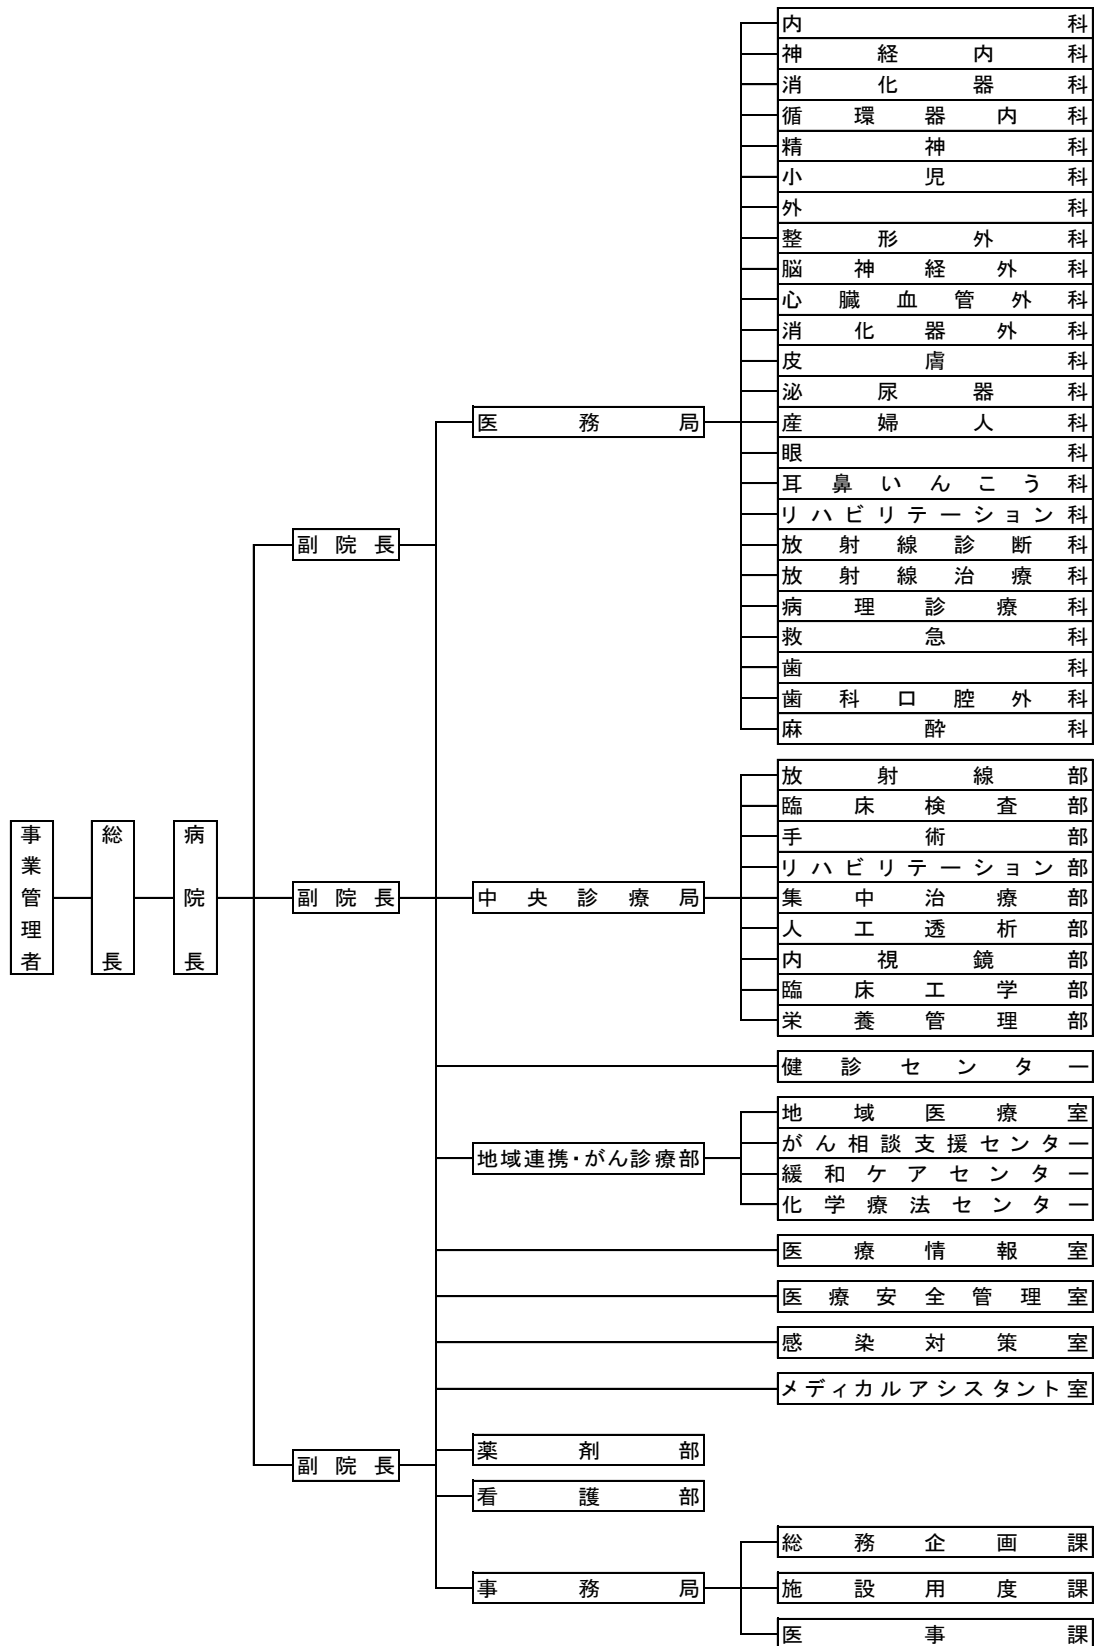 事業管理者
総長
病院長
副院長
副院長
副院長
医務局
内科
神経内科
消化器科
循環器内科
精神科
小児科
外科
整形外科
脳神経外科
心臓血管外科
消化器外科
皮膚科
泌尿器科
産婦人科
眼科
耳鼻いんこう科
リハビリテーション科
放射線診断科
放射線治療科
病理診療科
救急科
歯科
歯科口腔外科
麻酔科
中央診療局
放射線部
臨床検査部
手術部
リハビリテーション部
集中治療部
人工透析部
内視鏡部
臨床工学部
栄養管理部
健診センター
地域連携・がん診療部
地域医療室
がん相談支援センター
緩和ケアセンター
化学療法センター
医療情報室
医療安全管理室
感染対策室
メディカルアシスタント室
薬剤部
看護部
事務局
総務企画課
施設用度課
医事課